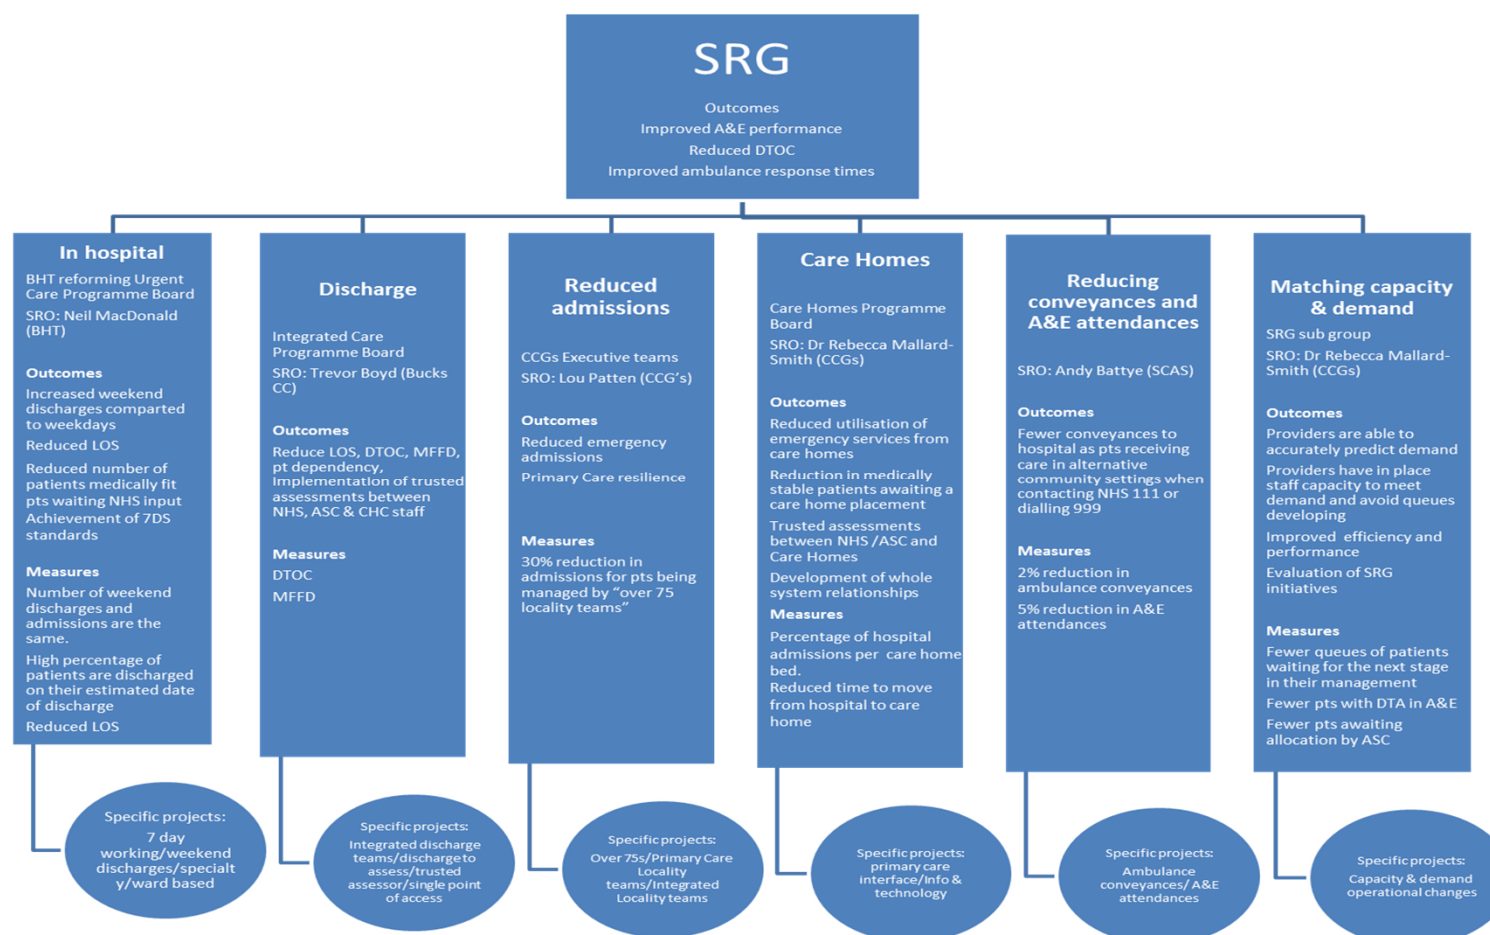 SRG
Outcomes
Improved A&E performance
Reduced DTOC
Improved ambulance response times
In hospital
BHT reforming Urgent
Care Programme Board
SRO: Neil MacDonald
(BHT)
Outcomes
Increased weekend
discharges comparted
to weekdays
Reduced LOS
Reduced number of
patients medically fit
pts waiting NHS input
Achievement of 7DS
standards
Measures
Number of weekend
discharges and
admissions are the
same.
High percentage of
patients are discharged
on their estimated date
of discharge
Reduced LOS
Specific projects:
7 day
working/weekend
discharges/specialt
y/ward based
Discharge
Integrated Care
Programme Board
SRO: Trevor Boyd (Bucks
CC)
Outcomes
Reduce LOS, DTOC, MFFD,
pt dependency,
Implementation of trusted
assessments between
NHS, ASC & CHC staff
Measures
DTOC
MFFD
Specific projects:
Integrated discharge
teams/discharge to
assess/trusted
assessor/single point
of access
Reduced
admissions
CCGs Executive teams
SRO: Lou Patten (CCG's)
Outcomes
Reduced emergency
admissions
Primary Care resilience
Measures
30% reduction in
admissions for pts being
managed by “over 75
locality teams”
Specific projects:
Over 75s/Primary Care
Locality
teams/Integrated
Locality teams
Care Homes
Care Homes Programme
Board
SRO: Dr Rebecca Mallard-
Smith (CCGs)
Outcomes
Reduced utilisation of
emergency services from
care homes
Reduction in medically
stable patients awaiting a
care home placement
Trusted assessments
between NHS /ASC and
Care Homes
Development of whole
system relationships
Measures
Percentage of hospital
admissions per care home
bed.
Reduced time to move
from hospital to care
home
Specific projects:
primary care
interface/Info &
technology
Reducing
conveyances and
A&E attendances
SRO: Andy Battye (SCAS)
Outcomes
Fewer conveyances to
hospital as pts receiving
care in alternative
community settings when
contacting NHS 111 or
dialling 999
Measures
2% reduction in
ambulance conveyances
5% reduction in A&E
attendances
Specific projects:
Ambulance
conveyances/ A&E
attendances
Matching capacity
& demand
SRG sub group
SRO: Dr Rebecca Mallard-
Smith (CCGs)
Outcomes
Providers are able to
accurately predict demand
Providers have in place
staff capacity to meet
demand and avoid queues
developing
Improved efficiency and
performance
Evaluation of SRG
initiatives
Measures
Fewer queues of patients
waiting for the next stage
in their management
Fewer pts with DTA in A&E
Fewer pts awaiting
allocation by ASC
Specific projects:
Capacity & demand
operational changes